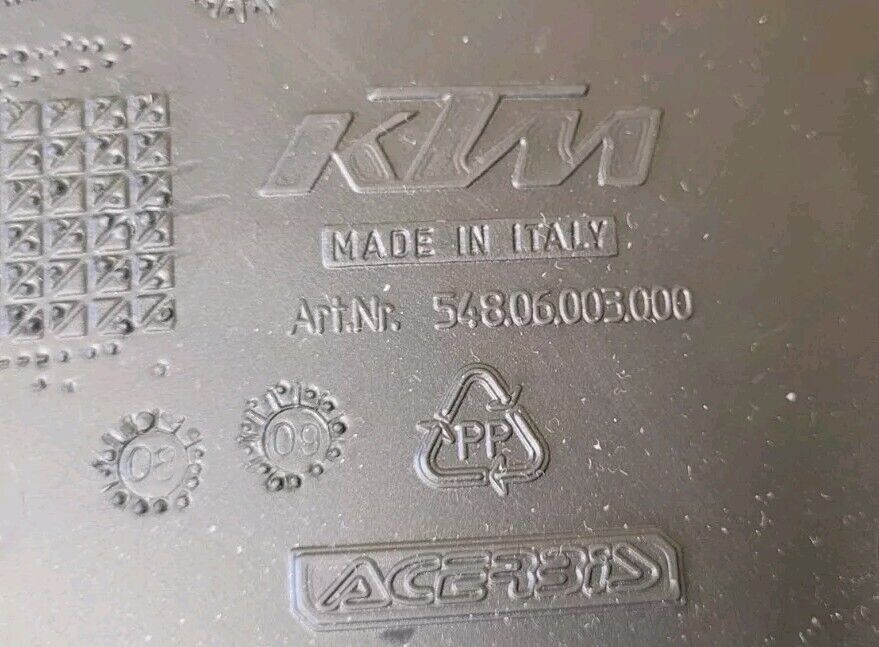 KTM
MADE IN ITALY
Art.Nr. 548.06.003.000
08
09
PP
ACERBIS